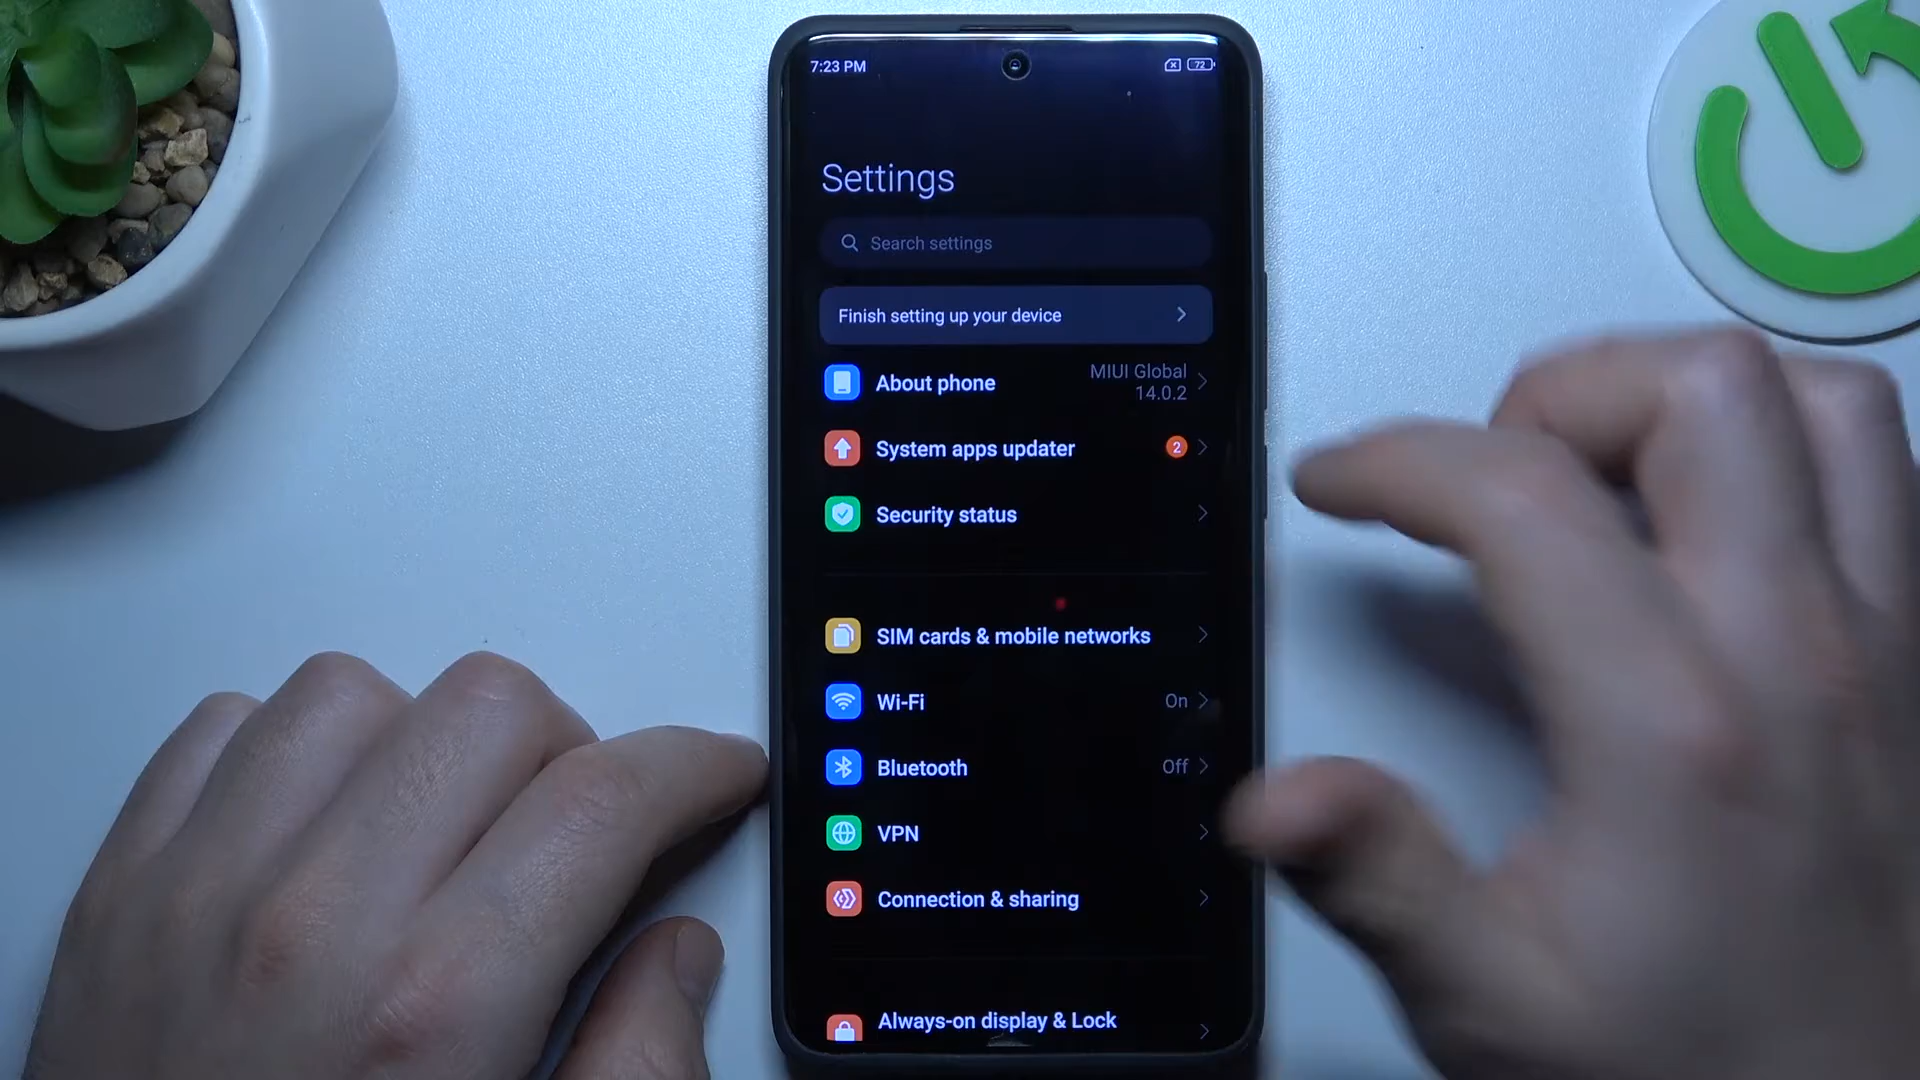 7:23 PM
72
Settings
Search settings
Finish setting up your device
About phone
MIUI Global
14.0.2
System apps updater
2
Security status
SIM cards & mobile networks
Wi-Fi
On
Bluetooth
Off
VPN
Connection & sharing
Always-on display & Lock